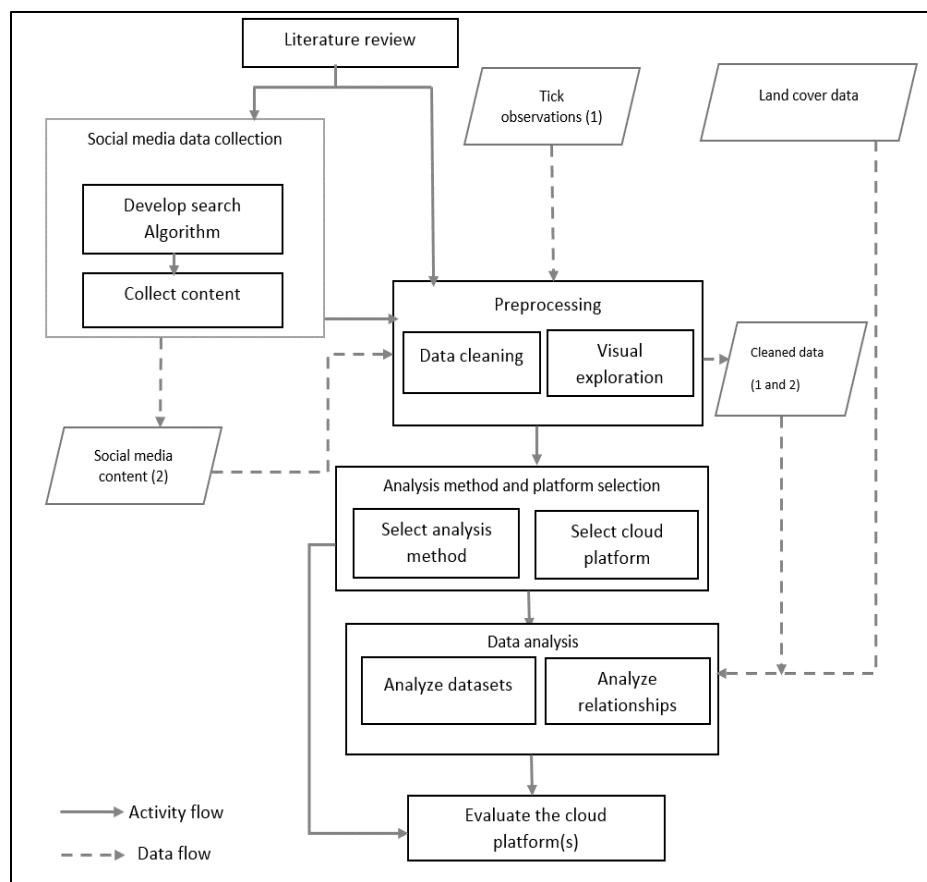 Literature review
Tick
observations (1)
Land cover data
Social media data collection
Develop search
Algorithm
Collect content
Preprocessing
Data cleaning
Visual
exploration
Cleaned data
(1 and 2)
Social media
content (2)
Analysis method and platform selection
Select analysis
method
Select cloud
platform
Data analysis
Analyze datasets
Analyze
relationships
Evaluate the cloud
platform(s)
Activity flow
Data flow